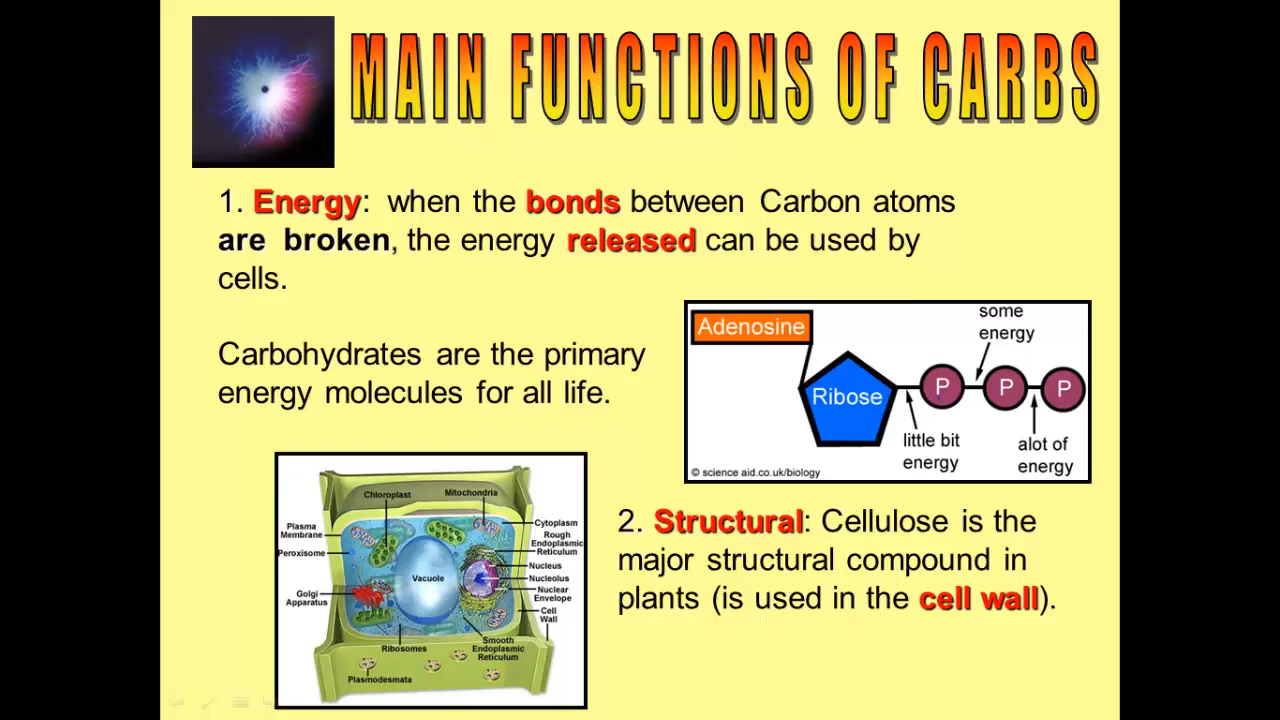 MAIN FUNCTIONS OF CARBS
1. Energy: when the bonds between Carbon atoms
are broken, the energy released can be used by
cells.
Carbohydrates are the primary
energy molecules for all life.
Adenosine
Ribose
P
P
P
some
energy
little bit
energy
alot of
energy
© science aid.co.uk/biology
Chloroplast
Mitochondria
Plasma
Membrane
Peroxisome
Golgi
Apparatus
Vacuole
Cytoplasm
Rough
Endoplasmic
Reticulum
Nucleus
Nucleolus
Nuclear
Envelope
Cell
Wall
Ribosomes
Smooth
Endoplasmic
Reticulum
Plasmodesmata
2. Structural: Cellulose is the
major structural compound in
plants (is used in the cell wall).